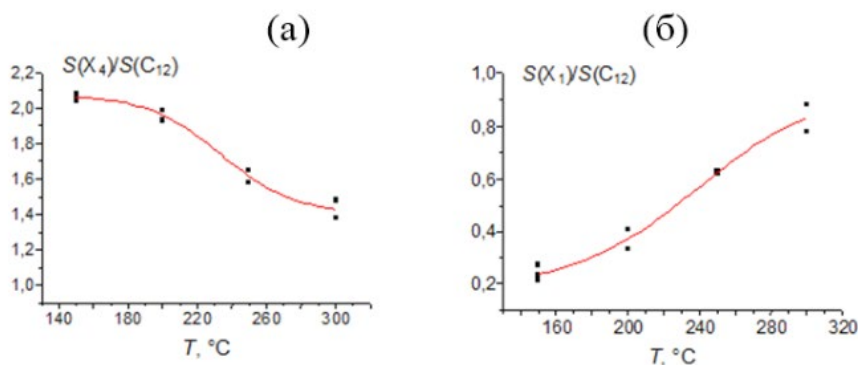 (а)
S(X₄)/S(C₁₂)
2,2
2,0
1,8
1,6
1,4
1,2
1,0
140 180 220 260 300
T, °C
(б)
S(X₁)/S(C₁₂)
1,0
0,8
0,6
0,4
0,2
160 200 240 280 320
T. °C